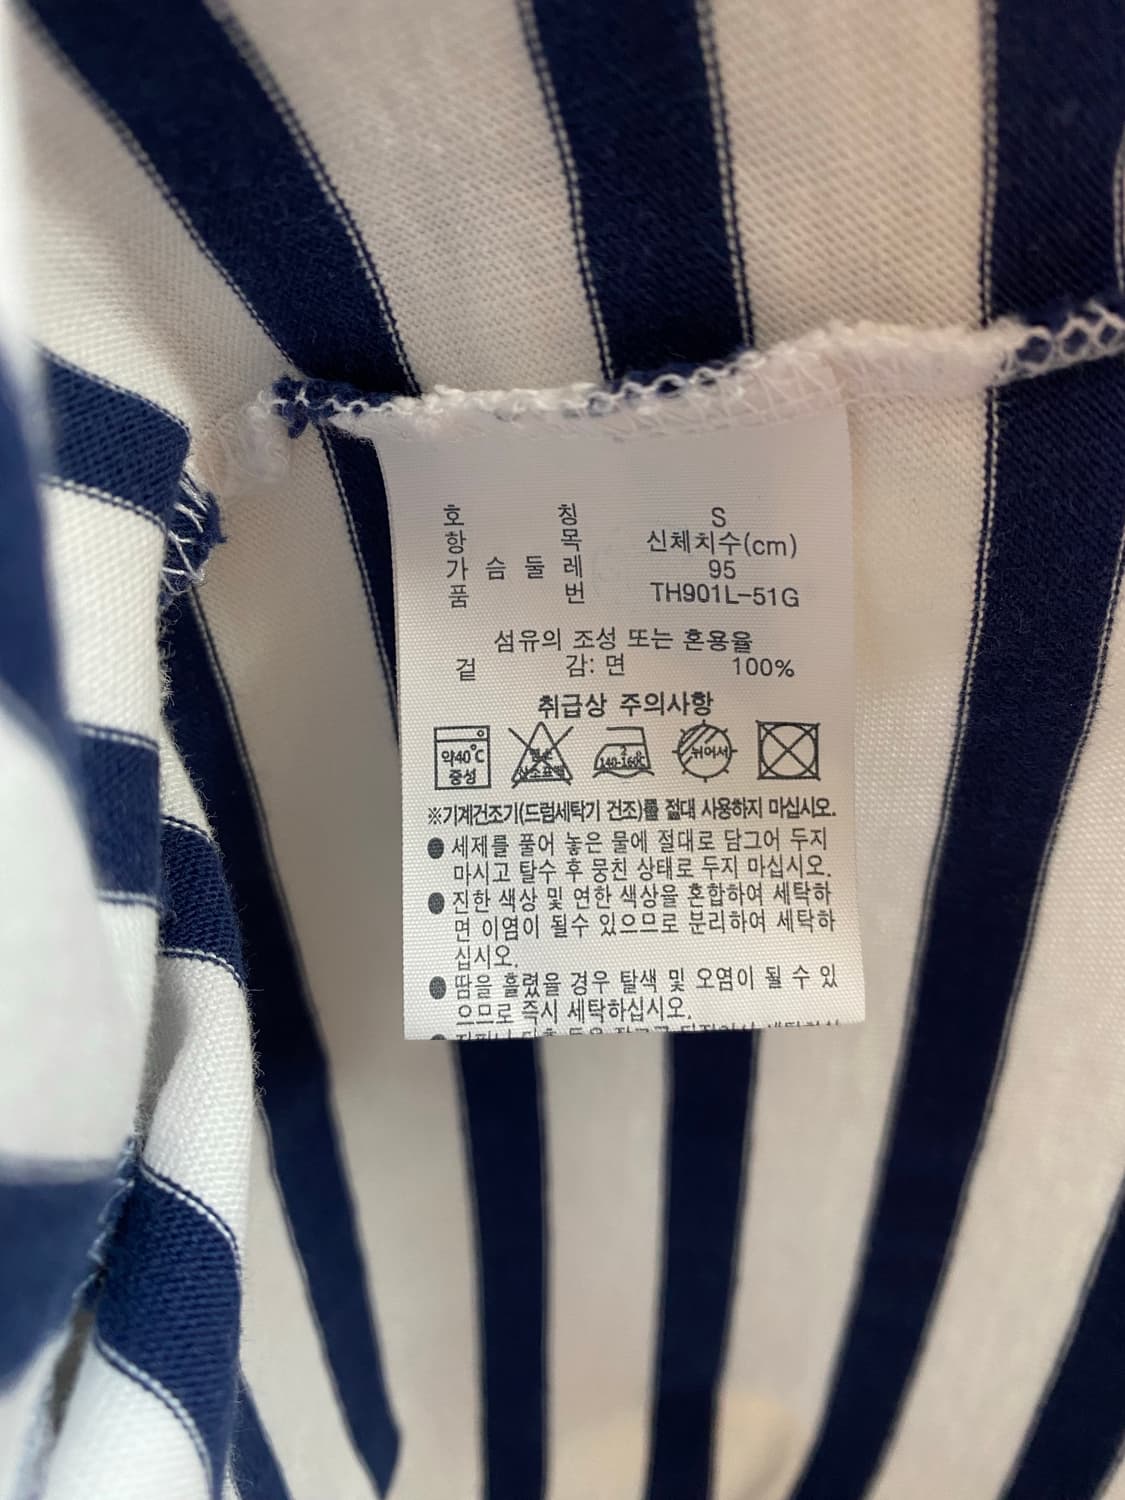 호 칭 S
항 목 신체치수(cm)
가 슴 둘 레 95
품 번 TH901L-51G
섬유의 조성 또는 혼용율
겉 감: 면 100%
취급상 주의사항
약40℃
중성
2
140-160℃
뉘어서
※기계건조기(드럼세탁기 건조)를 절대 사용하지 마십시오.
● 세제를 풀어 놓은 물에 절대로 담그어 두지
마시고 탈수 후 뭉친 상태로 두지 마십시오.
● 진한 색상 및 연한 색상을 혼합하여 세탁하
면 이염이 될수 있으므로 분리하여 세탁하
십시오.
● 땀을 흘렸을 경우 탈색 및 오염이 될 수 있
으므로 즉시 세탁하십시오.